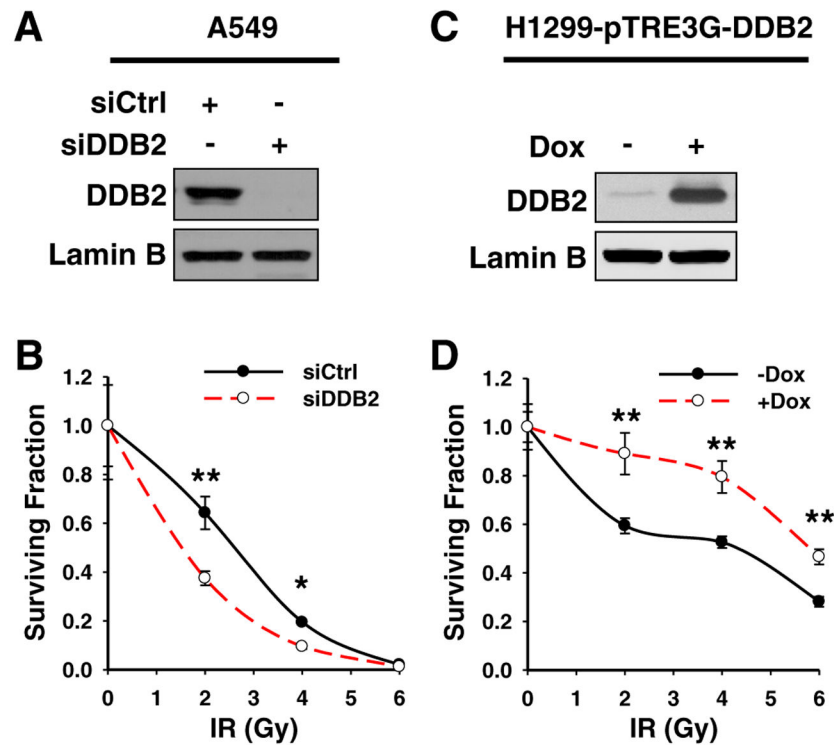 A
A549
siCtrl + -
siDDB2 - +
DDB2
Lamin B
C
H1299-pTRE3G-DDB2
Dox - +
DDB2
Lamin B
B
siCtrl
siDDB2
1.2
1.0
0.8
0.6
0.4
0.2
0.0
Surviving Fraction
**
*
0 1 2 3 4 5 6
IR (Gy)
D
-Dox
+Dox
1.2
1.0
0.8
0.6
0.4
0.2
0.0
Surviving Fraction
**
**
**
0 1 2 3 4 5 6
IR (Gy)